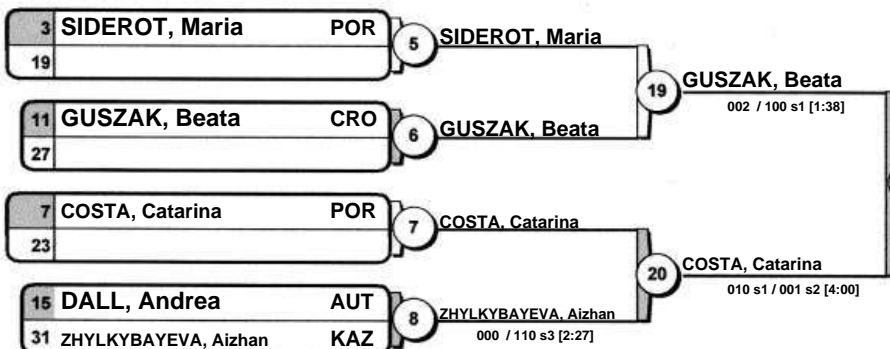 3 SIDEROT, Maria POR
19
5 SIDEROT, Maria
11 GUSZAK, Beata CRO
27
6 GUSZAK, Beata
19 GUSZAK, Beata
002 / 100 s1 [1:38]
7 COSTA, Catarina POR
23
7 COSTA, Catarina
15 DALL, Andrea AUT
31 ZHYLKYBAYEVA, Aizhan KAZ
8 ZHYLKYBAYEVA, Aizhan
000 / 110 s3 [2:27]
20 COSTA, Catarina
010 s1 / 001 s2 [4:00]